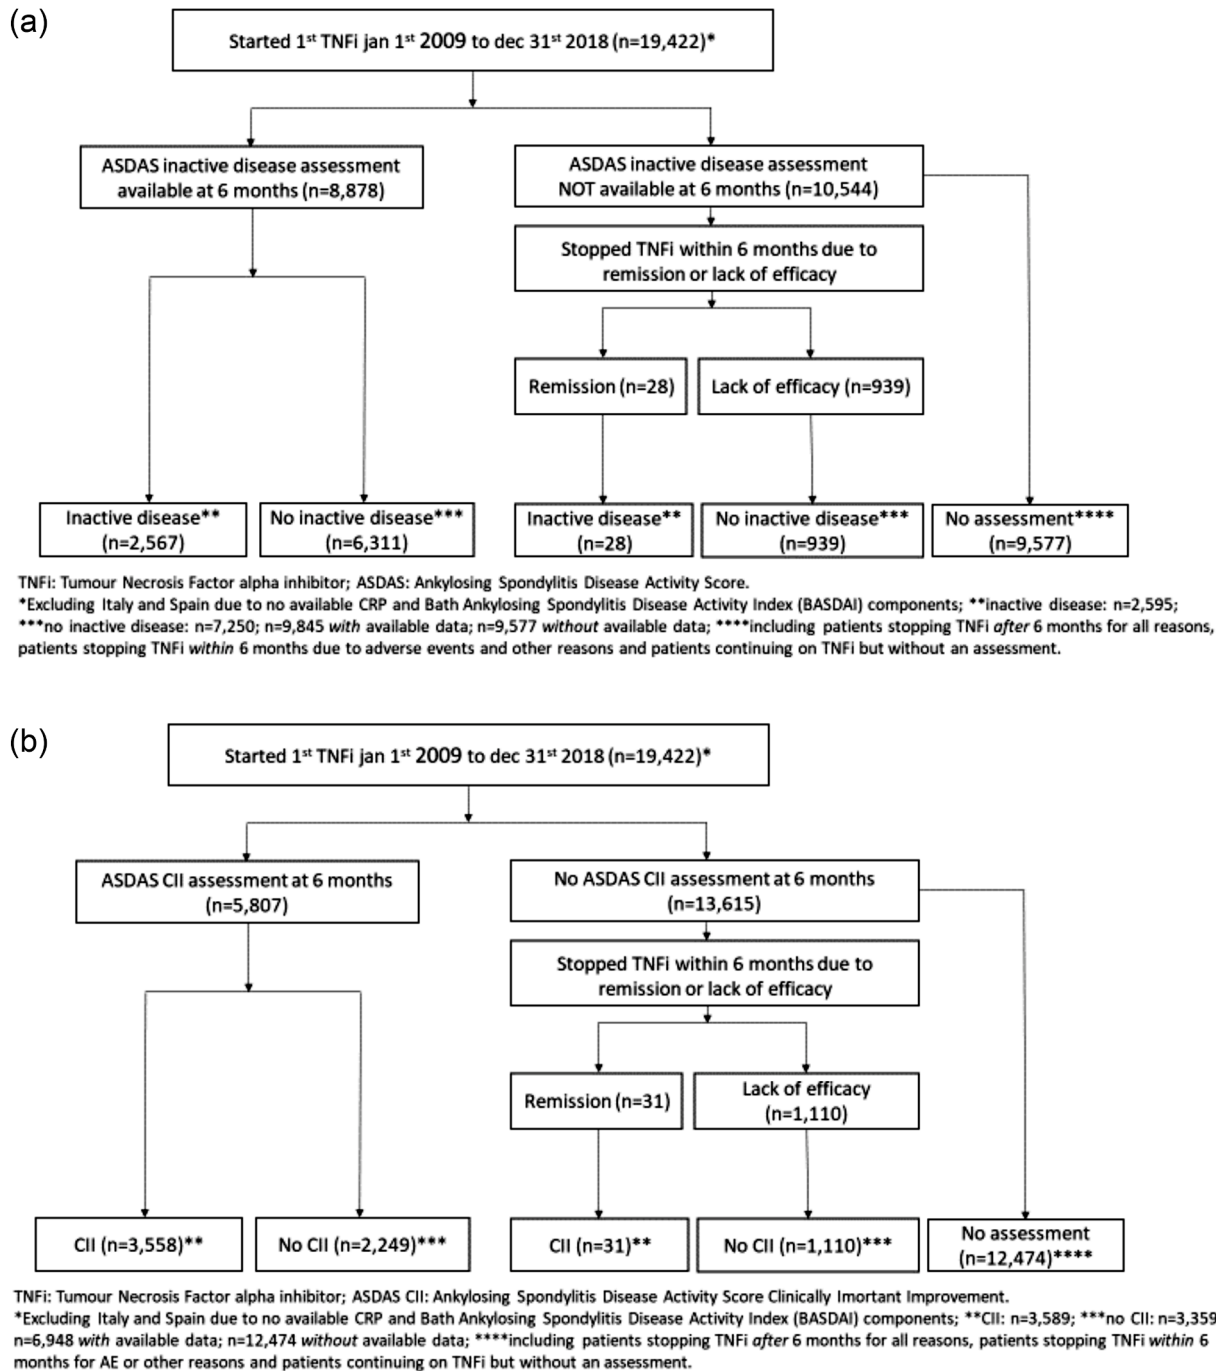 (a)
Started 1st TNFi jan 1st 2009 to dec 31st 2018 (n=19,422)*
ASDAS inactive disease assessment
available at 6 months (n=8,878)
ASDAS inactive disease assessment
NOT available at 6 months (n=10,544)
Stopped TNFi within 6 months due to
remission or lack of efficacy
Remission (n=28)
Lack of efficacy (n=939)
Inactive disease**
(n=2,567)
No inactive disease***
(n=6,311)
Inactive disease**
(n=28)
No inactive disease***
(n=939)
No assessment****
(n=9,577)
TNFi: Tumour Necrosis Factor alpha inhibitor; ASDAS: Ankylosing Spondylitis Disease Activity Score.
*Excluding Italy and Spain due to no available CRP and Bath Ankylosing Spondylitis Disease Activity Index (BASDAI) components; **inactive disease: n=2,595;
***no inactive disease: n=7,250; n=9,845 with available data; n=9,577 without available data; ****including patients stopping TNFi after 6 months for all reasons,
patients stopping TNFi within 6 months due to adverse events and other reasons and patients continuing on TNFi but without an assessment.
(b)
Started 1st TNFi jan 1st 2009 to dec 31st 2018 (n=19,422)*
ASDAS CII assessment at 6 months
(n=5,807)
No ASDAS CII assessment at 6 months
(n=13,615)
Stopped TNFi within 6 months due to
remission or lack of efficacy
Remission (n=31)
Lack of efficacy
(n=1,110)
CII (n=3,558)**
No CII (n=2,249)***
CII (n=31)**
No CII (n=1,110)***
No assessment
(n=12,474)****
TNFi: Tumour Necrosis Factor alpha inhibitor; ASDAS CII: Ankylosing Spondylitis Disease Activity Score Clinically Imortant Improvement.
*Excluding Italy and Spain due to no available CRP and Bath Ankylosing Spondylitis Disease Activity Index (BASDAI) components; **CII: n=3,589; ***no CII: n=3,359
n=6,948 with available data; n=12,474 without available data; ****including patients stopping TNFi after 6 months for all reasons, patients stopping TNFi within 6
months for AE or other reasons and patients continuing on TNFi but without an assessment.